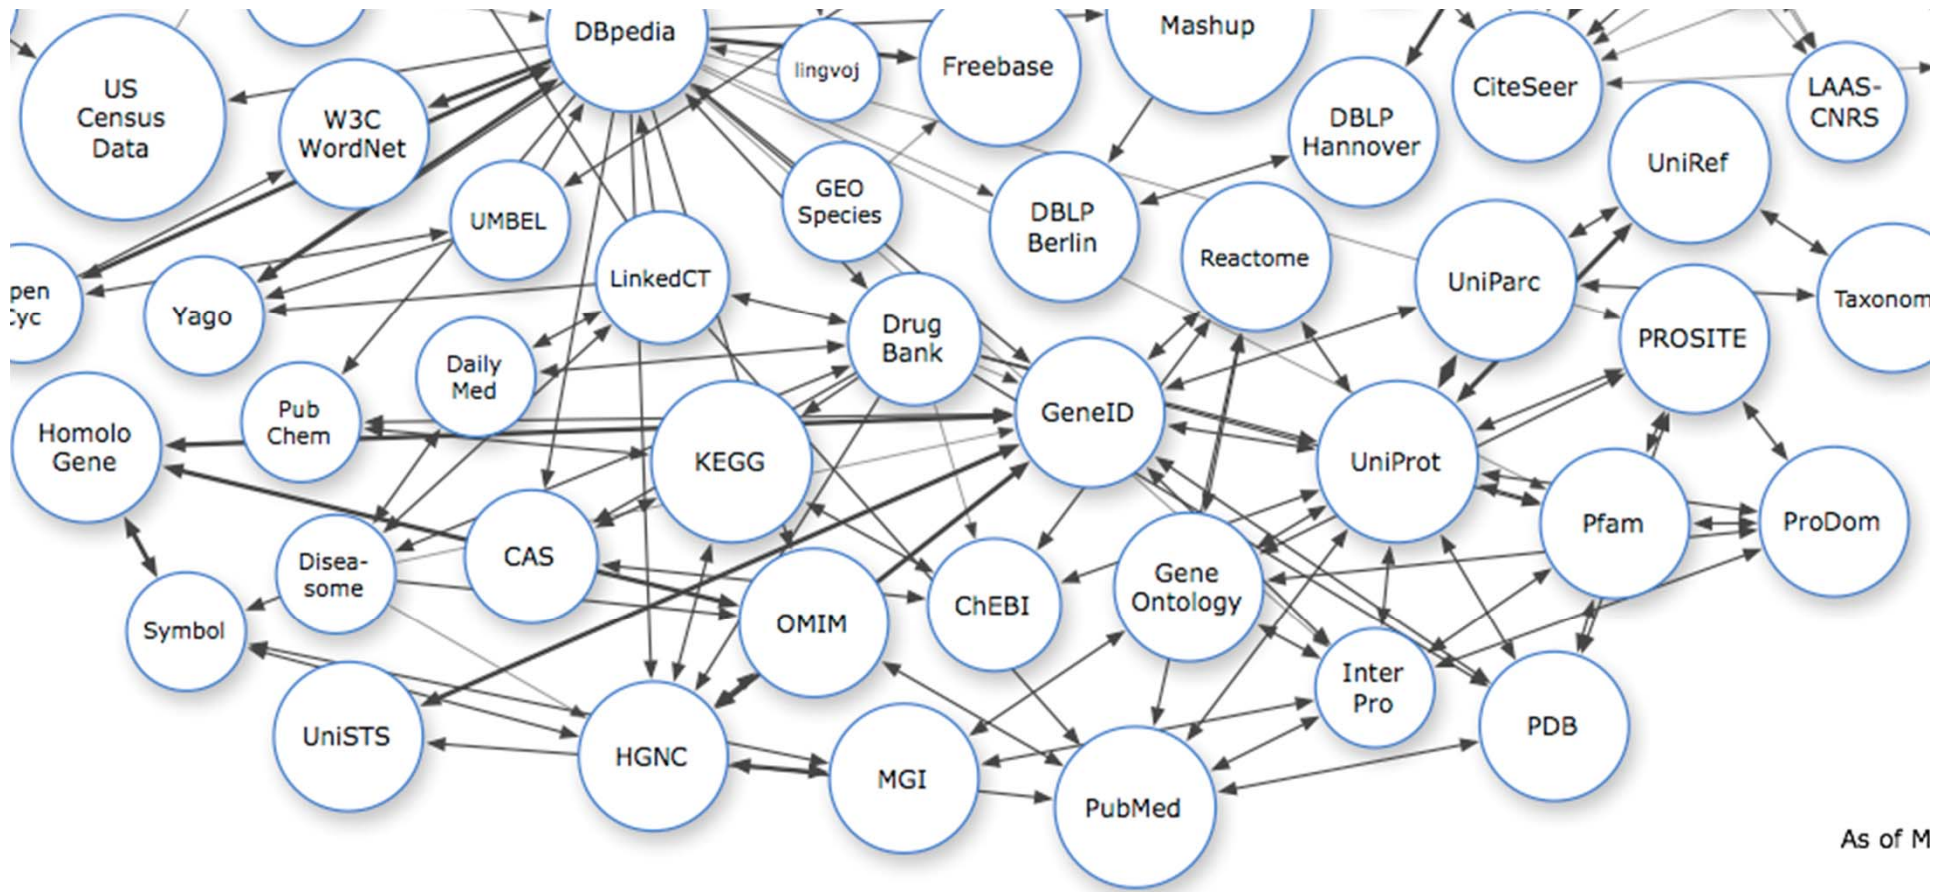 DBpedia
Mashup
lingvoj
Freebase
US
Census
Data
W3C
WordNet
CiteSeer
LAAS-
CNRS
DBLP
Hannover
UniRef
GEO
Species
UMBEL
DBLP
Berlin
Reactome
LinkedCT
UniParc
pen
Cyc
Yago
Drug
Bank
PROSITE
Taxonom
Daily
Med
Pub
Chem
GeneID
Homolo
Gene
KEGG
UniProt
Pfam
ProDom
CAS
Disea-
some
Gene
Ontology
ChEBI
OMIM
Symbol
Inter
Pro
UniSTS
HGNC
MGI
PDB
PubMed
As of M